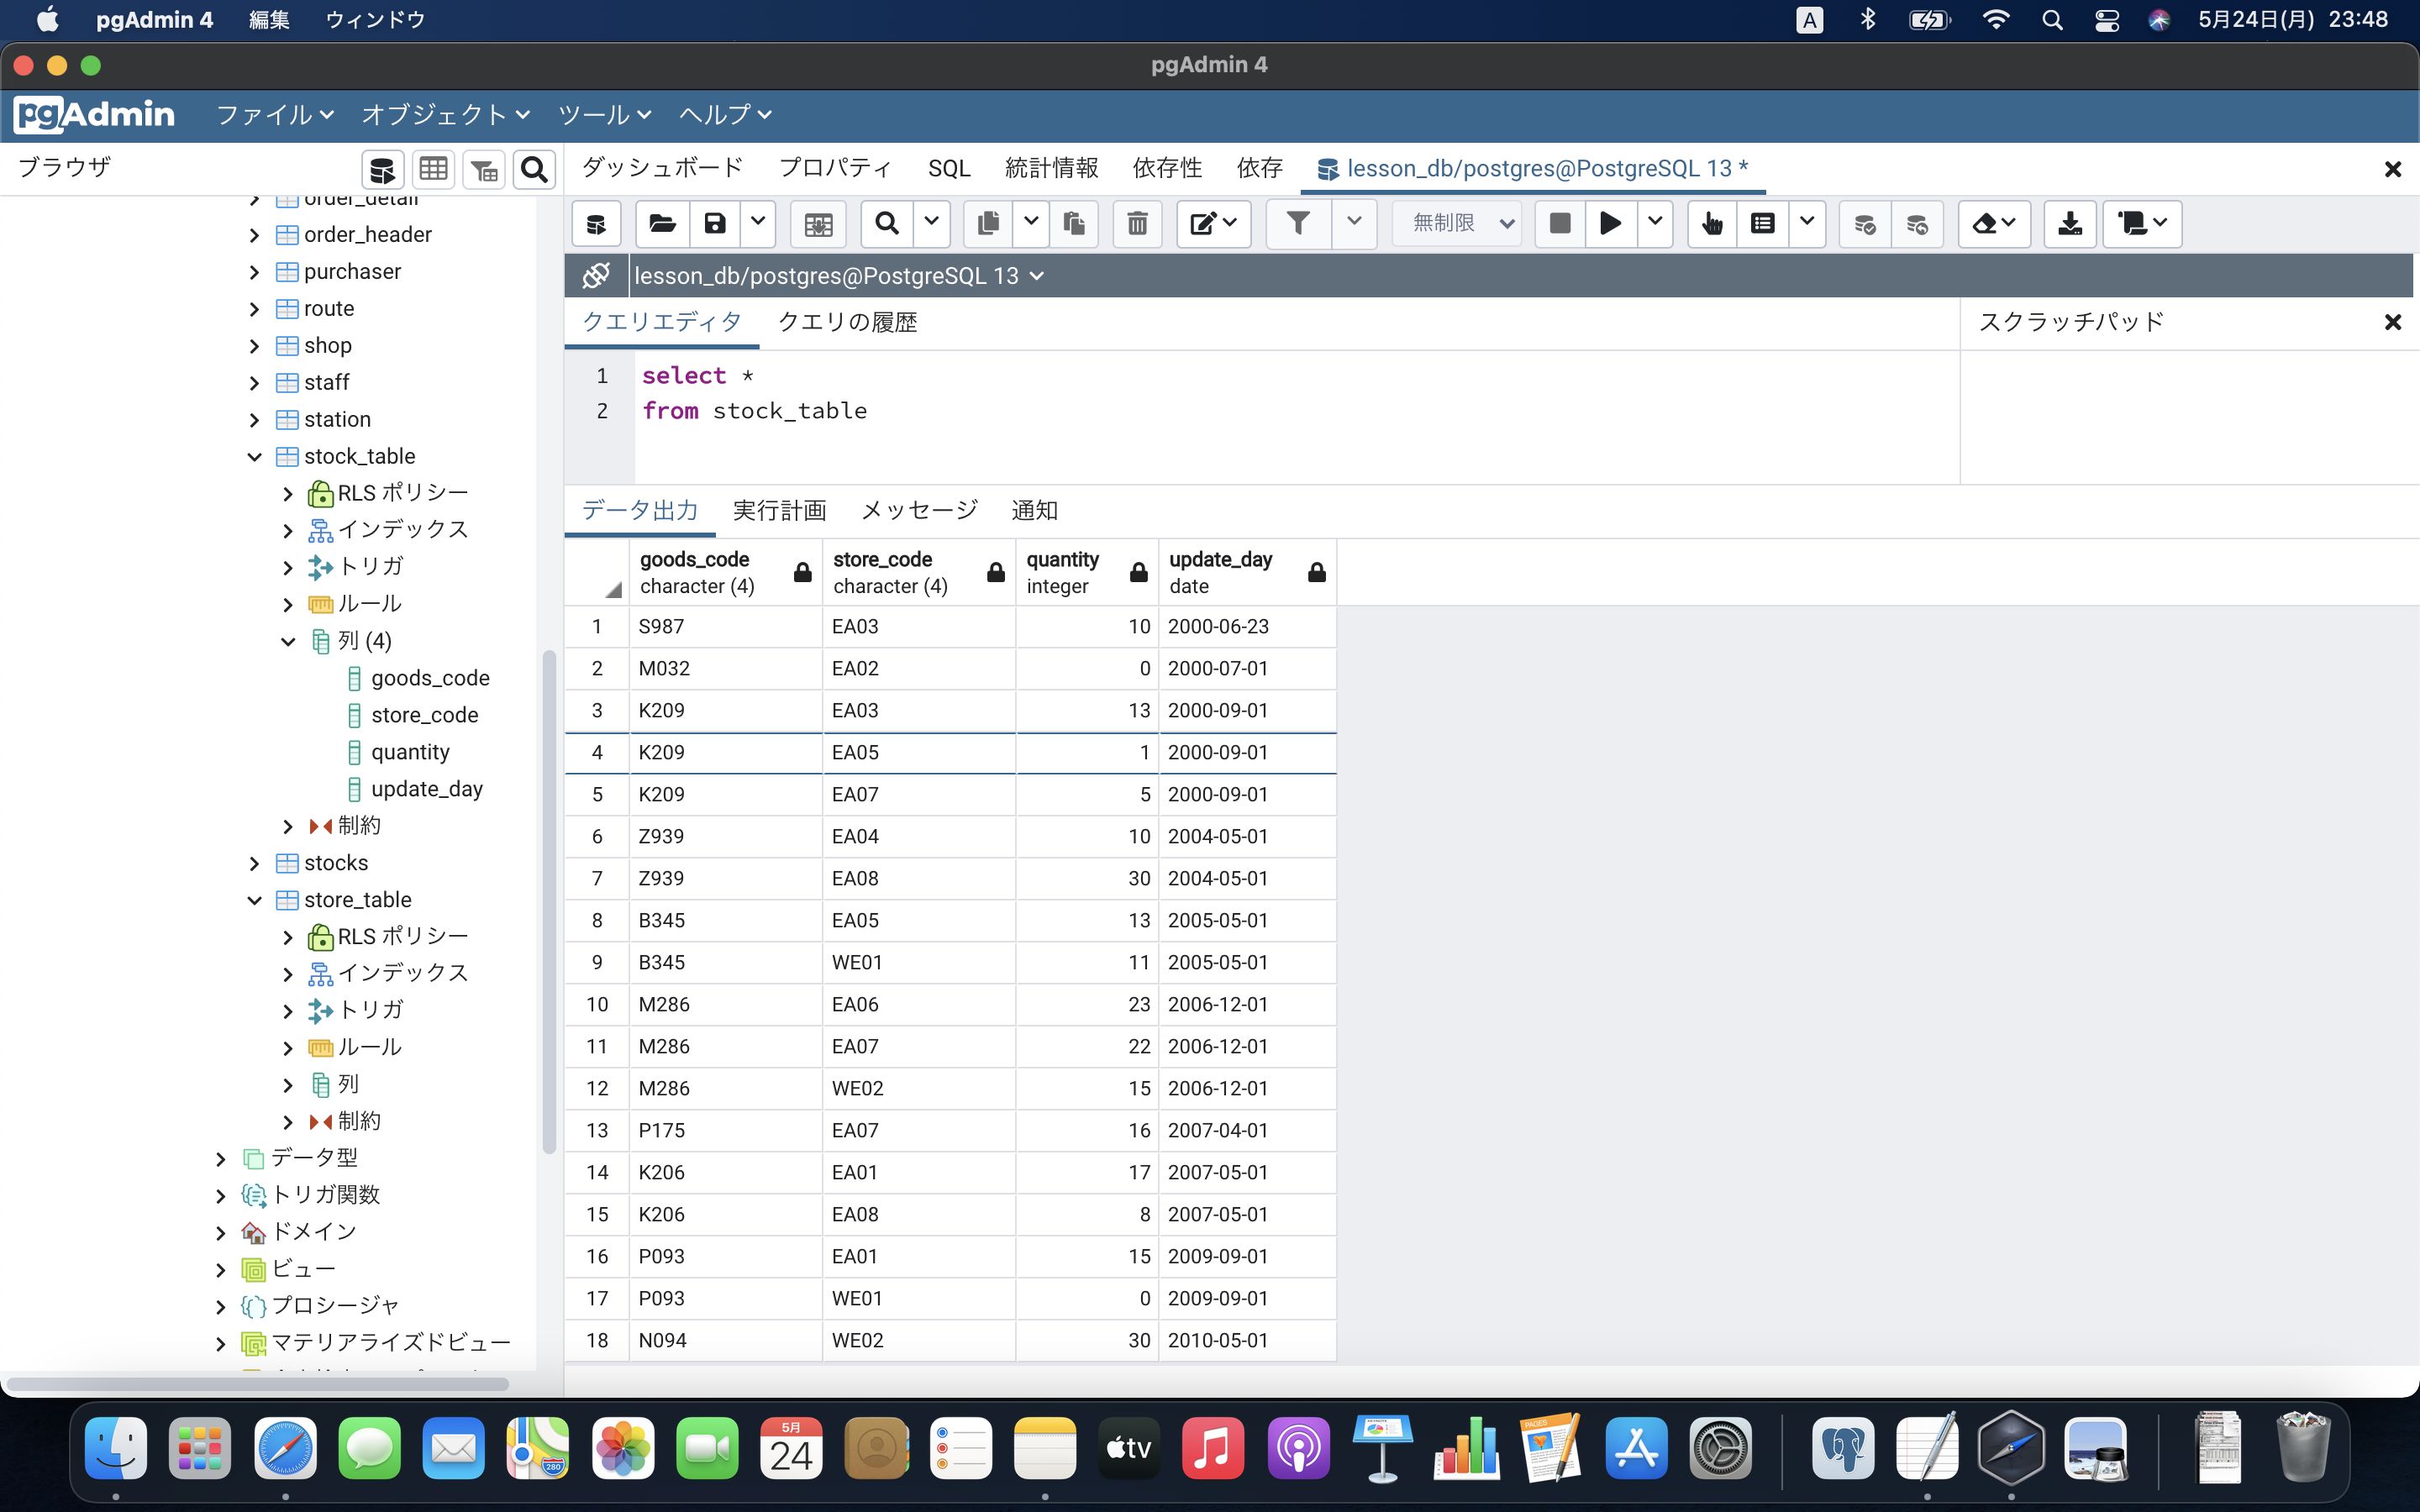 pgAdmin 4 編集 ウィンドウ A 5月24日(月) 23:48
pgAdmin 4
pgAdmin ファイル オブジェクト ツール ヘルプ
ブラウザ
ダッシュボード プロパティ SQL 統計情報 依存性 依存 lesson_db/postgres@PostgreSQL 13 *
無制限
lesson_db/postgres@PostgreSQL 13
クエリエディタ クエリの履歴
スクラッチパッド
1 select *
2 from stock_table
order_detail
order_header
purchaser
route
shop
staff
station
stock_table
RLS ポリシー
インデックス
トリガ
ルール
列 (4)
goods_code
store_code
quantity
update_day
制約
stocks
store_table
RLS ポリシー
インデックス
トリガ
ルール
列
制約
データ型
トリガ関数
ドメイン
ビュー
プロシージャ
マテリアライズドビュー
データ出力 実行計画 メッセージ 通知
goods_code store_code quantity update_day
character (4) character (4) integer date
1 S987 EA03 10 2000-06-23
2 M032 EA02 0 2000-07-01
3 K209 EA03 13 2000-09-01
4 K209 EA05 1 2000-09-01
5 K209 EA07 5 2000-09-01
6 Z939 EA04 10 2004-05-01
7 Z939 EA08 30 2004-05-01
8 B345 EA05 13 2005-05-01
9 B345 WE01 11 2005-05-01
10 M286 EA06 23 2006-12-01
11 M286 EA07 22 2006-12-01
12 M286 WE02 15 2006-12-01
13 P175 EA07 16 2007-04-01
14 K206 EA01 17 2007-05-01
15 K206 EA08 8 2007-05-01
16 P093 EA01 15 2009-09-01
17 P093 WE01 0 2009-09-01
18 N094 WE02 30 2010-05-01
280
5月
24
tv
PAGES